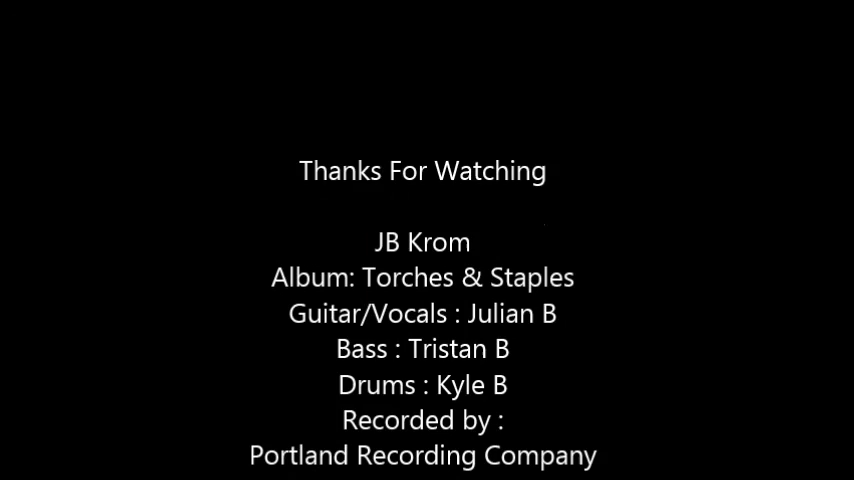 Thanks For Watching
JB Krom
Album: Torches & Staples
Guitar/Vocals : Julian B
Bass : Tristan B
Drums : Kyle B
Recorded by :
Portland Recording Company